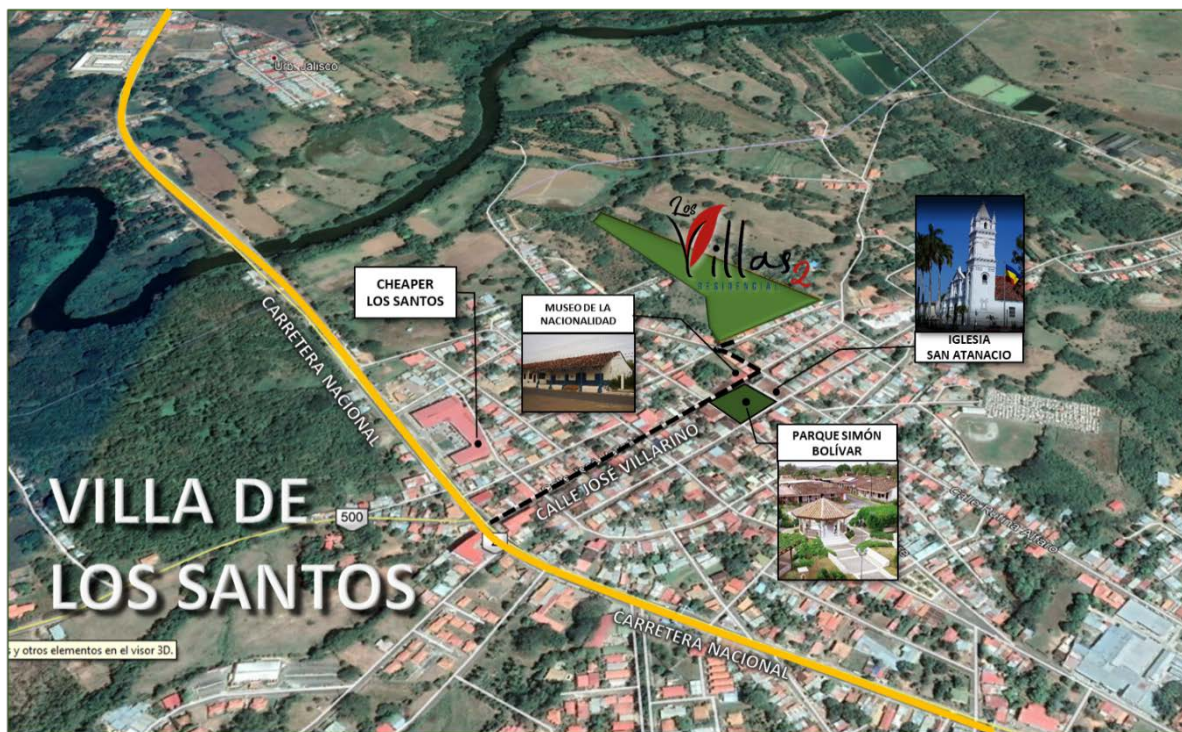 Urb. Jalisco
Los
Villas 2
RESIDENCIAL
CHEAPER
LOS SANTOS
MUSEO DE LA
NACIONALIDAD
IGLESIA
SAN ATANACIO
CARRETERA NACIONAL
PARQUE SIMÓN
BOLÍVAR
CALLE JOSÉ VILLARINO
VILLA DE
LOS SANTOS
500
CARRETERA NACIONAL
s y otros elementos en el visor 3D.